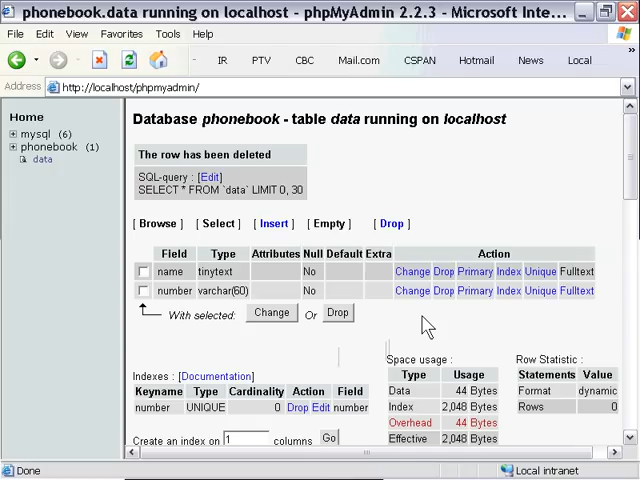 phonebook.data running on localhost - phpMyAdmin 2.2.3 - Microsoft Inte...
File Edit View Favorites Tools Help
Back IR PTV CBC Mail.com CSPAN Hotmail News Local
Address http://localhost/phpmyadmin/
Home
mysql (6)
phonebook (1)
data
Database phonebook - table data running on localhost
The row has been deleted
SQL-query : [Edit]
SELECT * FROM `data` LIMIT 0, 30
[ Browse ] [ Select ] [ Insert ] [ Empty ] [ Drop ]
Field Type Attributes Null Default Extra Action
name tinytext No Change Drop Primary Index Unique Fulltext
number varchar(60) No Change Drop Primary Index Unique Fulltext
With selected: Change Or Drop
Indexes : [Documentation]
Keyname Type Cardinality Action Field
number UNIQUE 0 Drop Edit number
Create an index on 1 columns Go
Space usage :
Type Usage
Data 44 Bytes
Index 2,048 Bytes
Overhead 44 Bytes
Effective 2,048 Bytes
Row Statistic :
Statements Value
Format dynamic
Rows 0
Done Local intranet